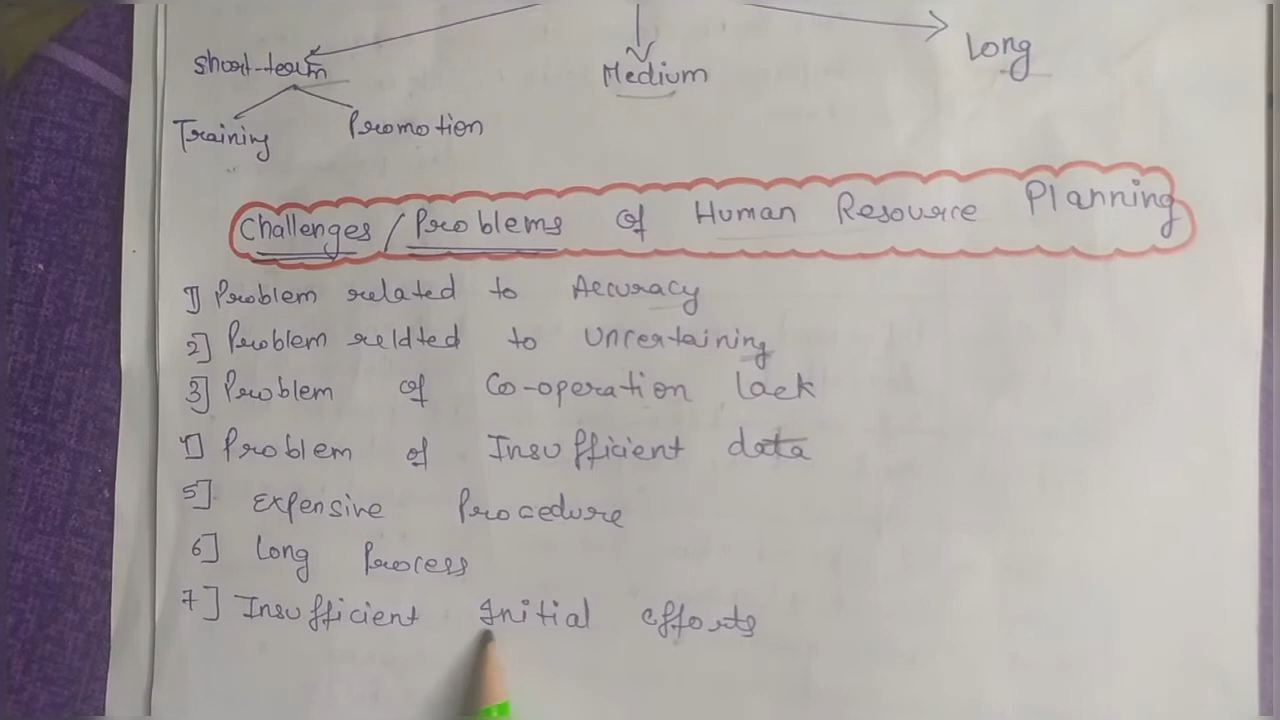 Short-term Medium Long
Training Promotion
Challenges / Problems of Human Resource Planning
1] Problem related to Accuracy
2] Problem reldted to Uncertaining
3] Problem of Co-operation lack
4] Problem of Insufficient data
5] Expensive Procedure
6] Long Process
7] Insufficient Initial efforts